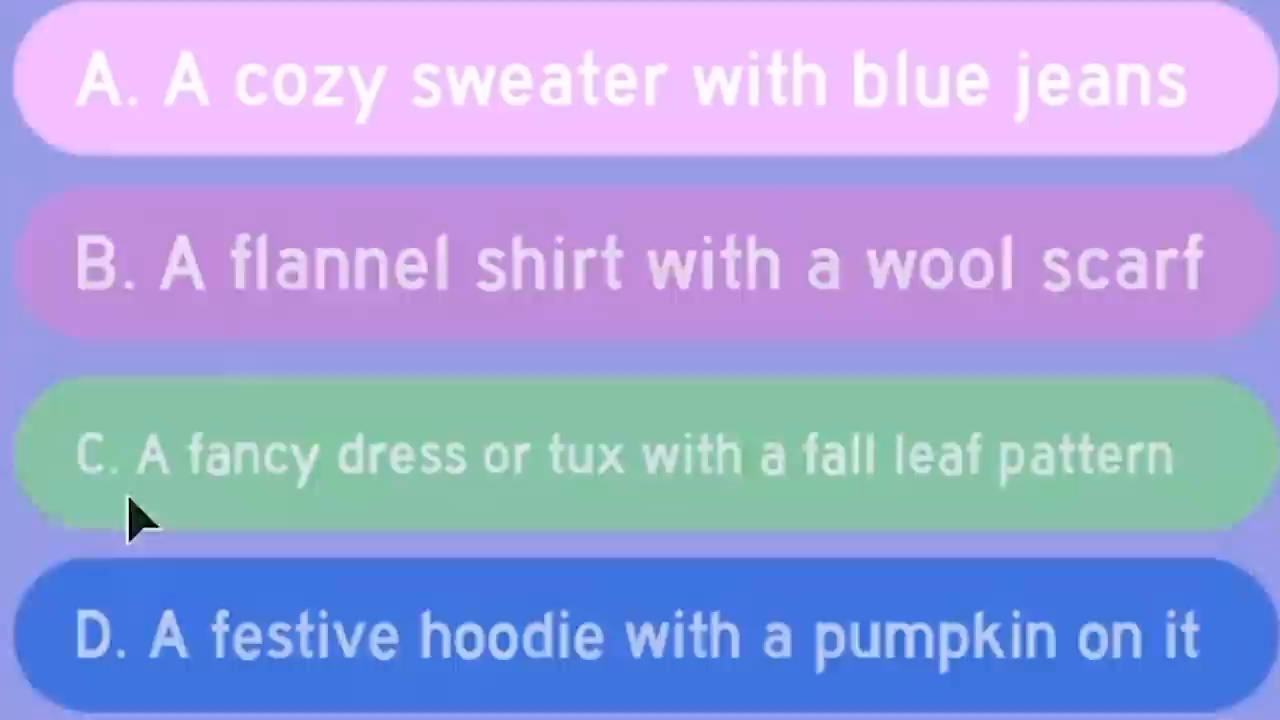 A. A cozy sweater with blue jeans
B. A flannel shirt with a wool scarf
C. A fancy dress or tux with a fall leaf pattern
D. A festive hoodie with a pumpkin on it